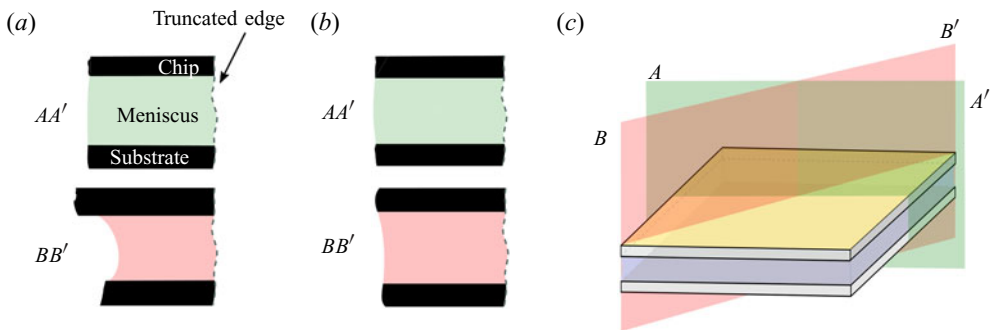 (a)
Truncated edge
(b)
(c)
Chip
AA′
Meniscus
Substrate
AA′
BB′
BB′
B′
A
A′
B